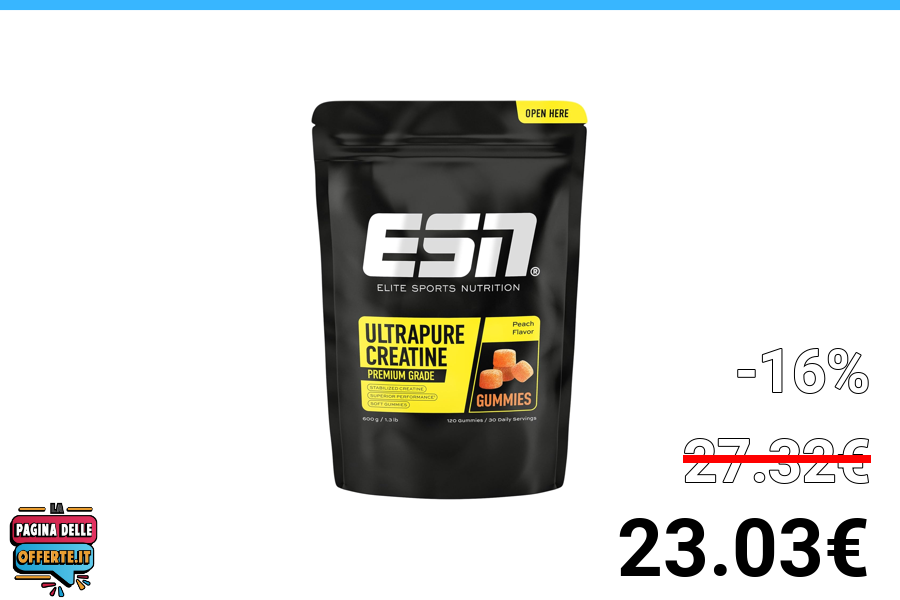 OPEN HERE
ESN®
ELITE SPORTS NUTRITION
ULTRAPURE
CREATINE
PREMIUM GRADE
STABILIZED CREATINE
SUPERIOR PERFORMANCE¹
SOFT GUMMIES
Peach
Flavor
GUMMIES
600 g / 1.3 lb
120 Gummies / 30 Daily Servings
-16%
27.32€
23.03€
LA
PAGINA DELLE
OFFERTE.IT